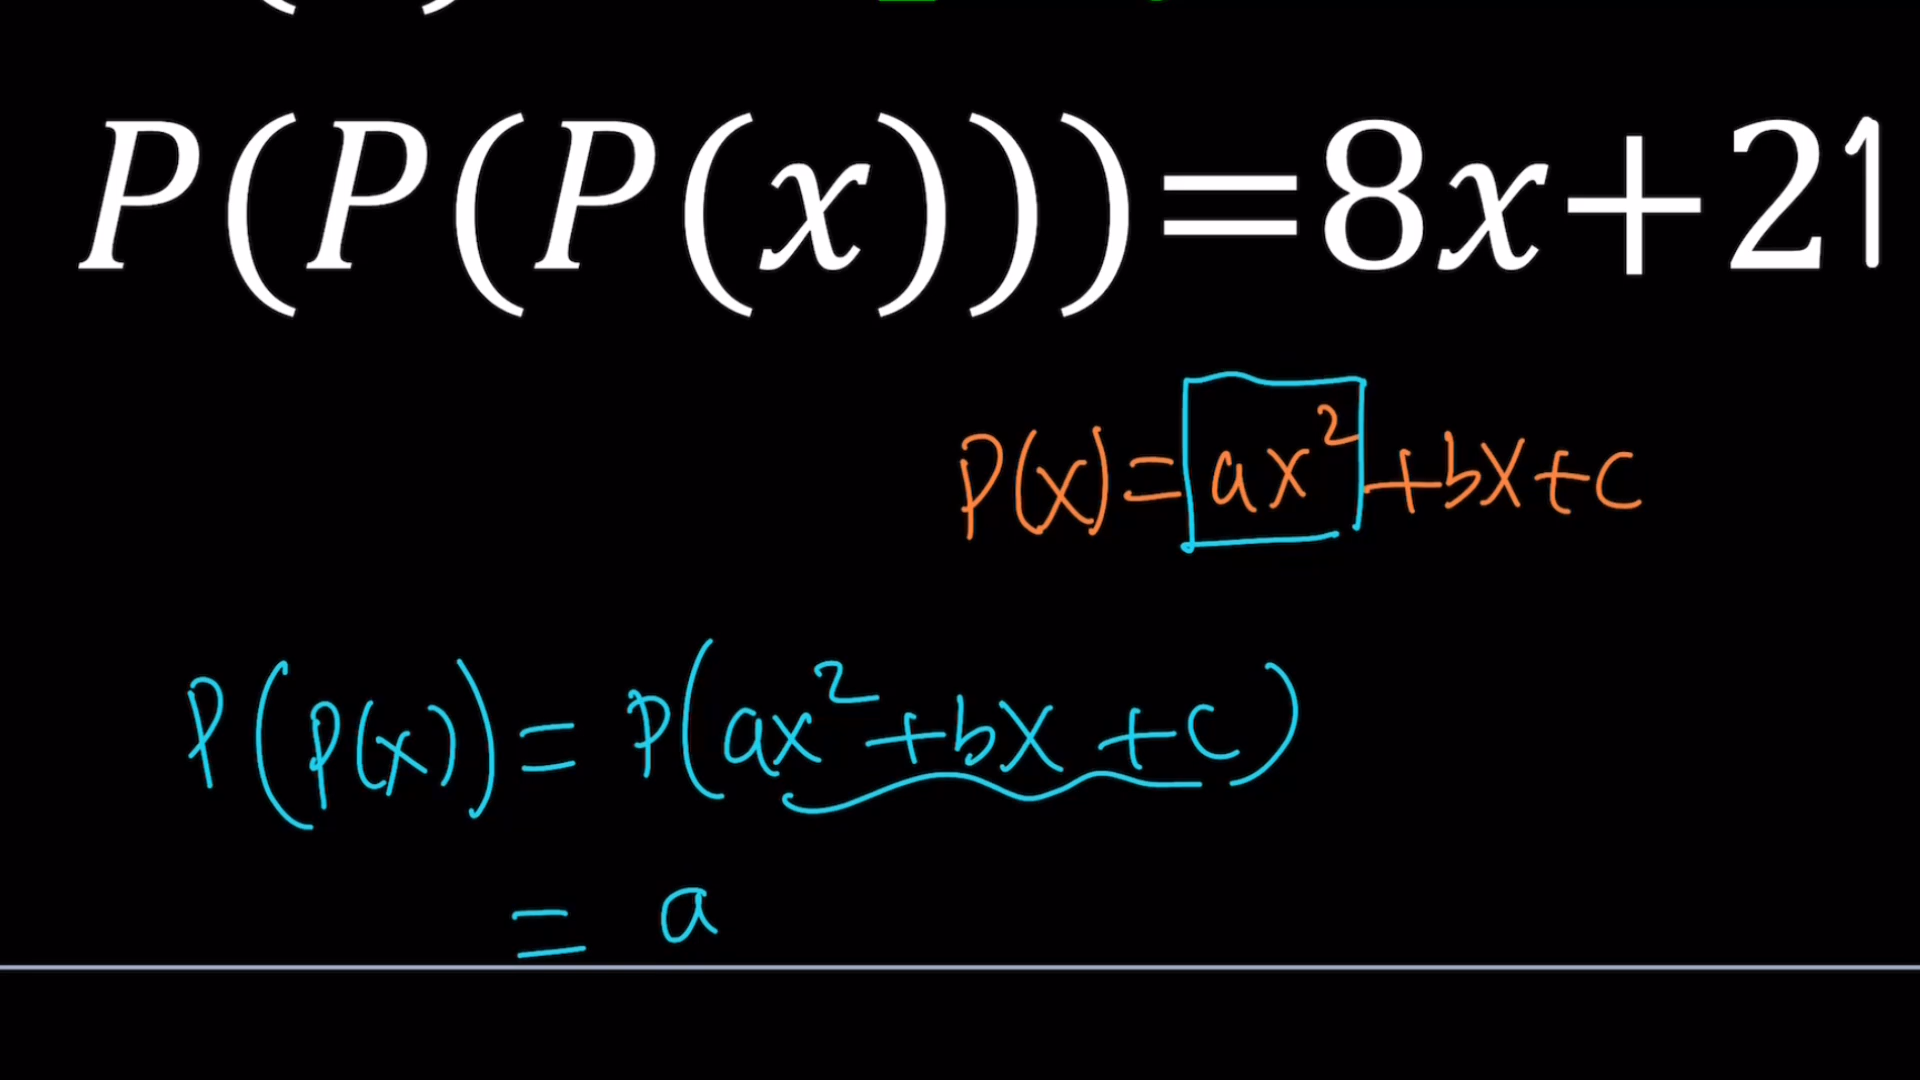 P(P(P(x)))=8x+21
P(x)=ax²+bx+c
P(P(x))=P(ax²+bx+c)
= a